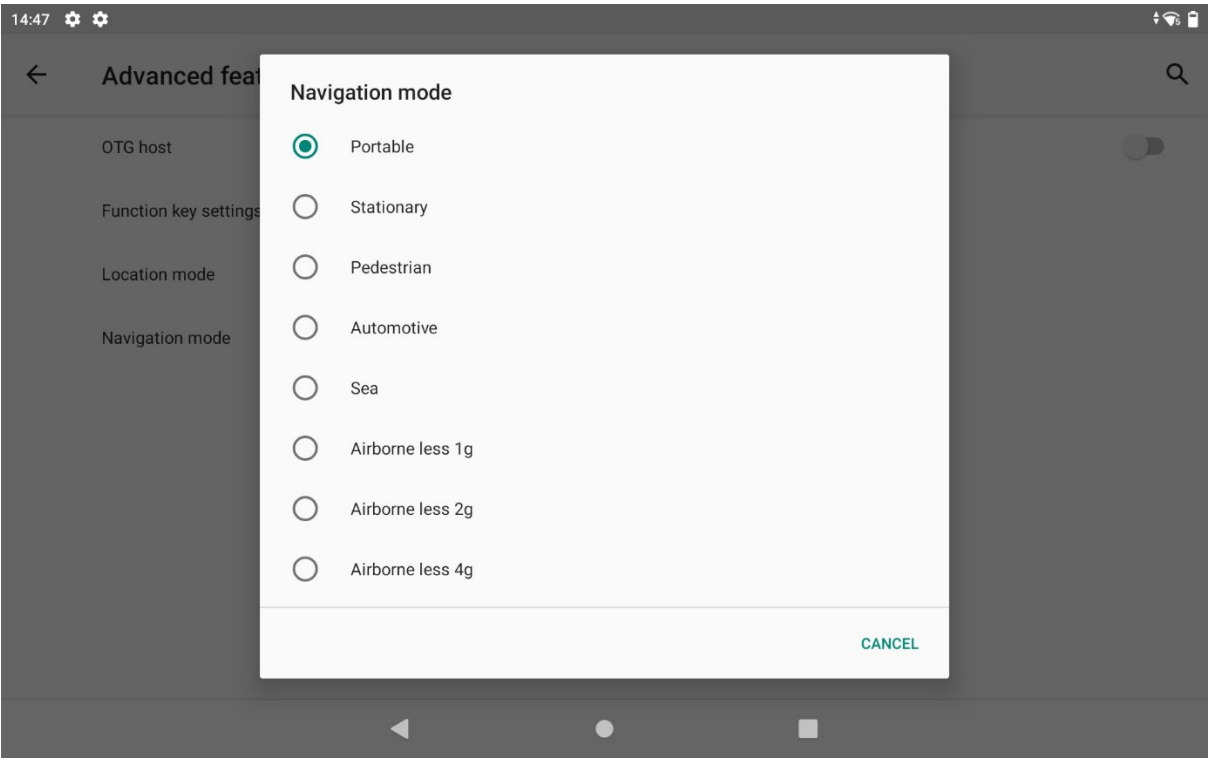 14:47
Advanced feat
Navigation mode
OTG host
Portable
Function key settings
Stationary
Location mode
Pedestrian
Navigation mode
Automotive
Sea
Airborne less 1g
Airborne less 2g
Airborne less 4g
CANCEL